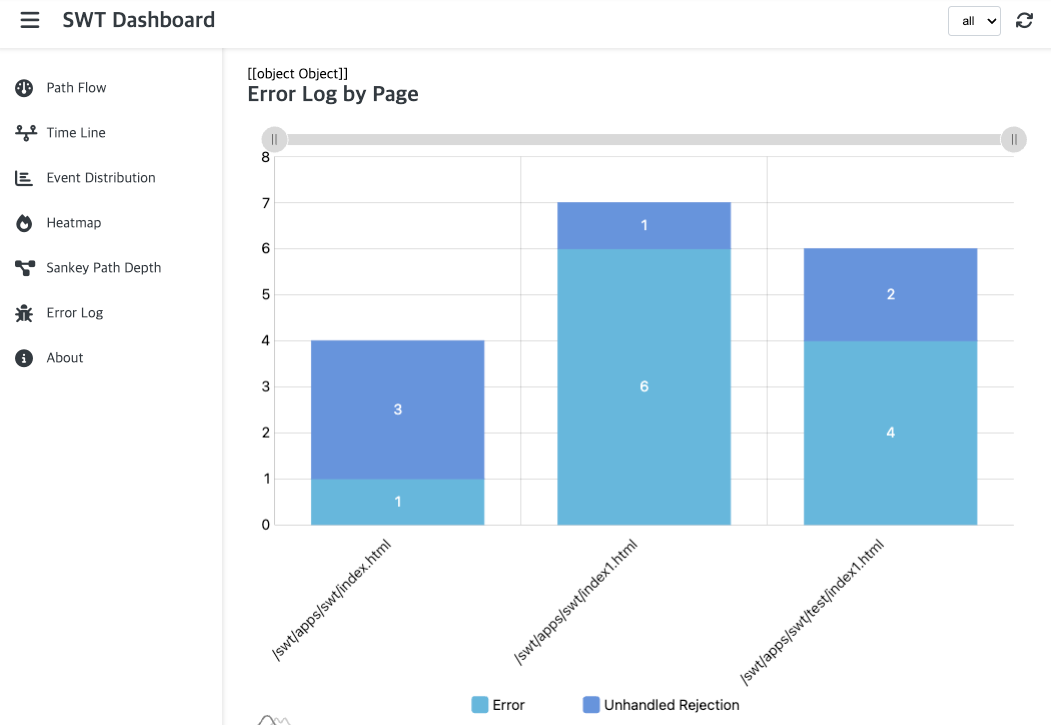 SWT Dashboard
all
Path Flow
Time Line
Event Distribution
Heatmap
Sankey Path Depth
Error Log
About
[[object Object]]
Error Log by Page
8
7
6
5
4
3
2
1
0
3
1
1
6
2
4
/swt/apps/swt/index.html
/swt/apps/swt/index1.html
/swt/apps/swt/test/index1.html
Error
Unhandled Rejection